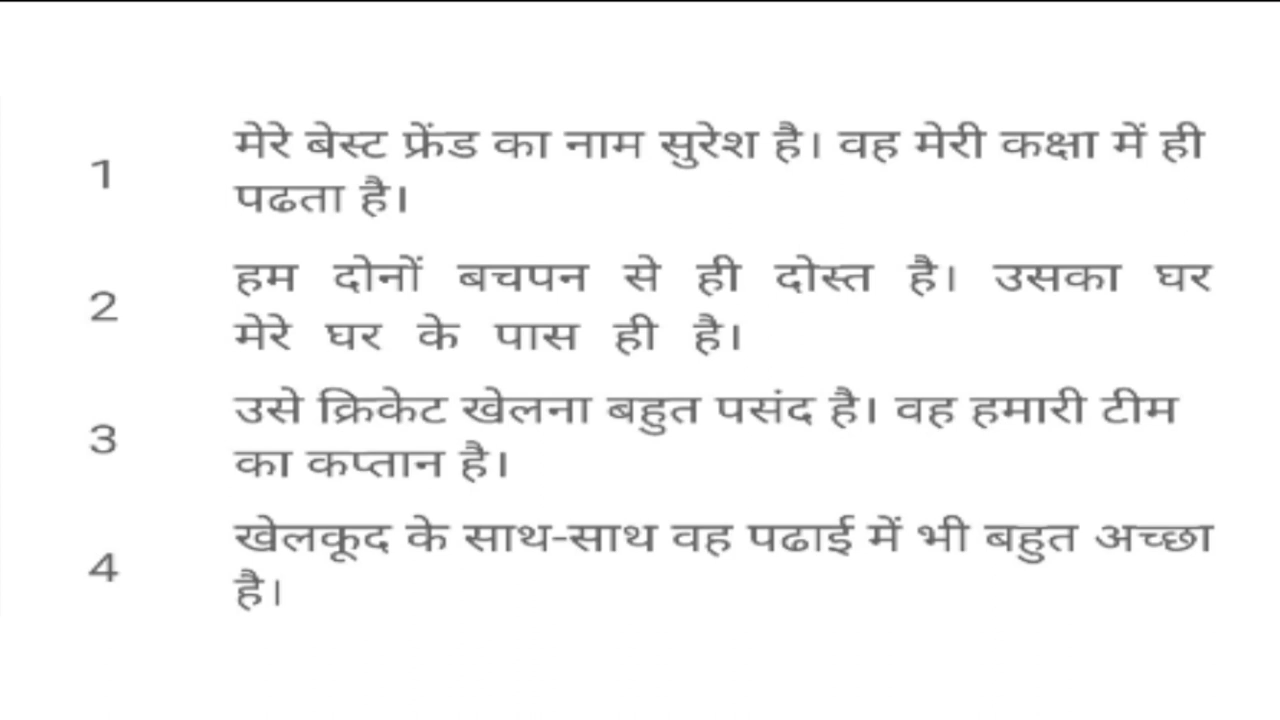 1 मेरे बेस्ट फ्रेंड का नाम सुरेश है। वह मेरी कक्षा में ही
पढता है।
2 हम दोनों बचपन से ही दोस्त है। उसका घर
मेरे घर के पास ही है।
3 उसे क्रिकेट खेलना बहुत पसंद है। वह हमारी टीम
का कप्तान है।
4 खेलकूद के साथ-साथ वह पढाई में भी बहुत अच्छा
है।